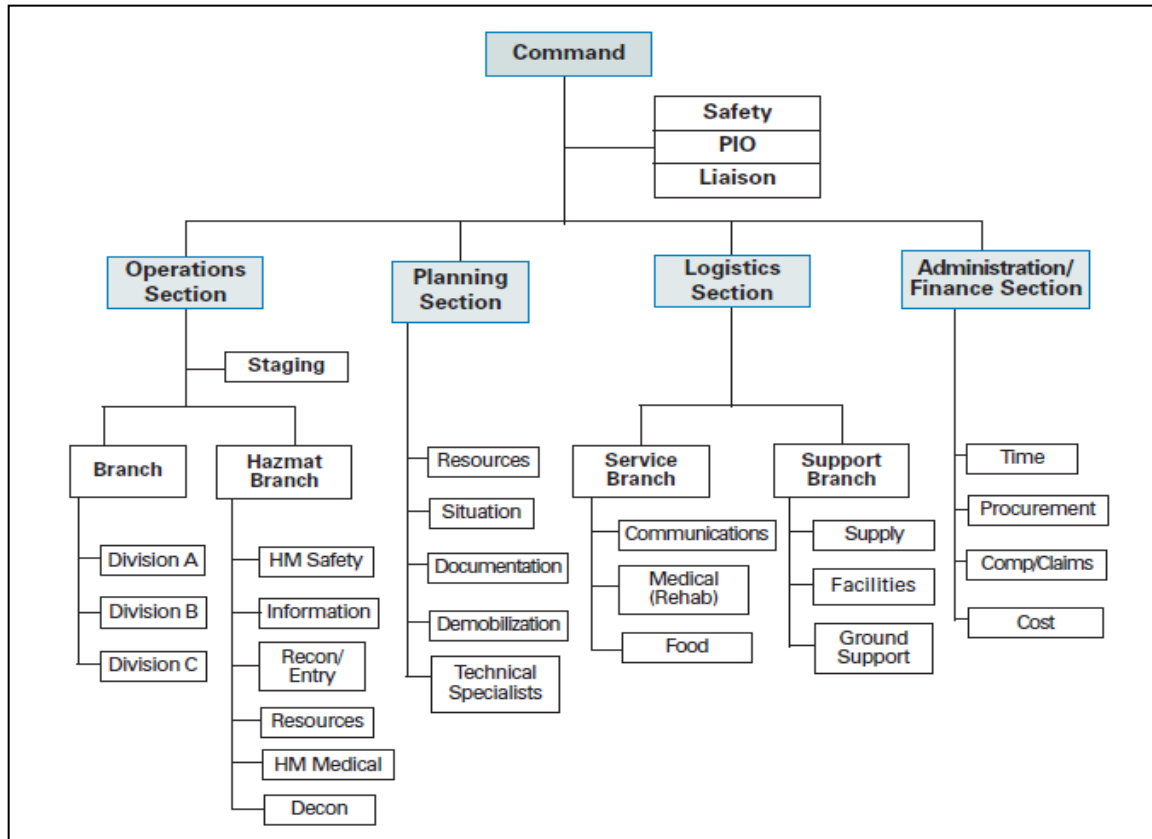 Command
Safety
PIO
Liaison
Operations
Section
Planning
Section
Logistics
Section
Administration/
Finance Section
Staging
Branch
Hazmat
Branch
Division A
Division B
Division C
HM Safety
Information
Recon/
Entry
Resources
HM Medical
Decon
Resources
Situation
Documentation
Demobilization
Technical
Specialists
Service
Branch
Support
Branch
Communications
Medical
(Rehab)
Food
Supply
Facilities
Ground
Support
Time
Procurement
Comp/Claims
Cost